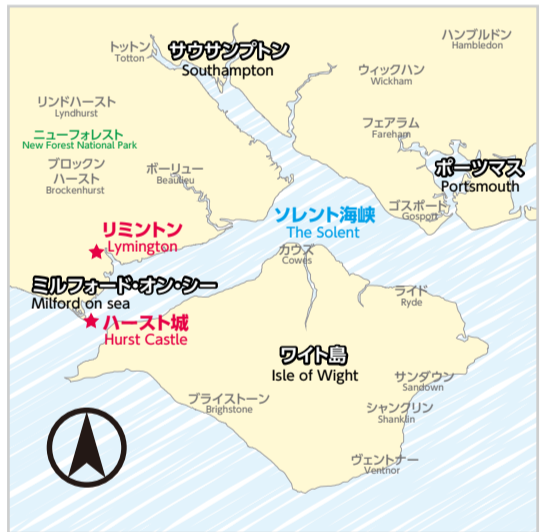 ハンブルドン
Hambledon
トットン
Totton
サウサンプトン
Southampton
ウィックハン
Wickham
リンドハースト
Lyndhurst
ニューフォレスト
New Forest National Park
フェアラム
Fareham
ブロックン
ハースト
Brockenhurst
ボーリュー
Beaulieu
ポーツマス
Portsmouth
ゴスポート
Gosport
リミントン
Lymington
ソレント海峡
The Solent
カウズ
Cowes
ミルフォード・オン・シー
Milford on sea
ライド
Ryde
ハースト城
Hurst Castle
ワイト島
Isle of Wight
サンダウン
Sandown
ブライストーン
Brighstone
シャンクリン
Shanklin
ヴェントナー
Venthor